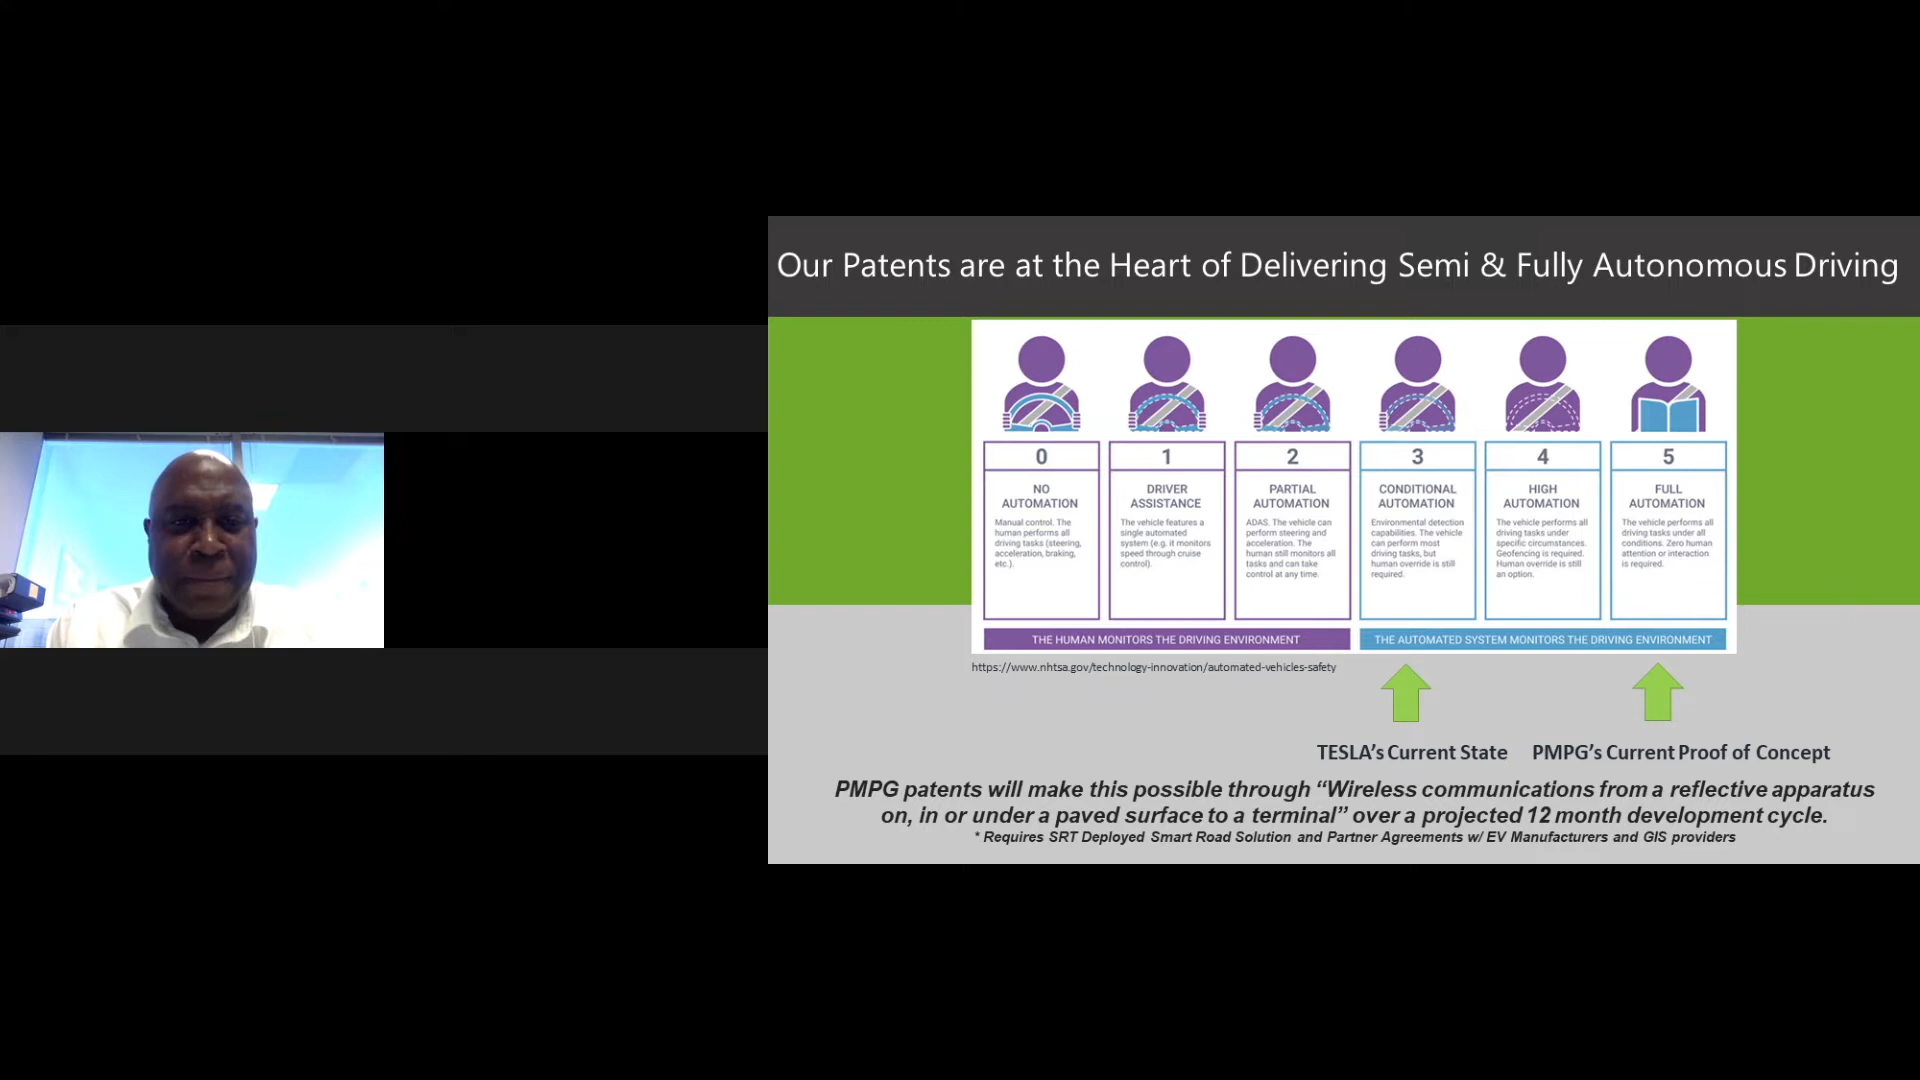 Our Patents are at the Heart of Delivering Semi & Fully Autonomous Driving
0
NO
AUTOMATION
Manual control. The
human performs all
driving tasks (steering,
acceleration, braking,
etc.).
1
DRIVER
ASSISTANCE
The vehicle features a
single automated
system (e.g. it monitors
speed through cruise
control).
2
PARTIAL
AUTOMATION
ADAS. The vehicle can
perform steering and
acceleration. The
human still monitors all
tasks and can take
control at any time.
3
CONDITIONAL
AUTOMATION
Environmental detection
capabilities. The vehicle
can perform most
driving tasks, but
human override is still
required.
4
HIGH
AUTOMATION
The vehicle performs all
driving tasks under
specific circumstances.
Geofencing is required.
Human override is still
an option.
5
FULL
AUTOMATION
The vehicle performs all
driving tasks under all
conditions. Zero human
attention or interaction
is required.
THE HUMAN MONITORS THE DRIVING ENVIRONMENT
THE AUTOMATED SYSTEM MONITORS THE DRIVING ENVIRONMENT
https://www.nhtsa.gov/technology-innovation/automated-vehicles-safety
TESLA's Current State
PMPG's Current Proof of Concept
PMPG patents will make this possible through “Wireless communications from a reflective apparatus
on, in or under a paved surface to a terminal” over a projected 12 month development cycle.
* Requires SRT Deployed Smart Road Solution and Partner Agreements w/ EV Manufacturers and GIS providers